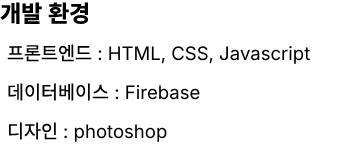 개발 환경
프론트엔드 : HTML, CSS, Javascript
데이터베이스 : Firebase
디자인 : photoshop